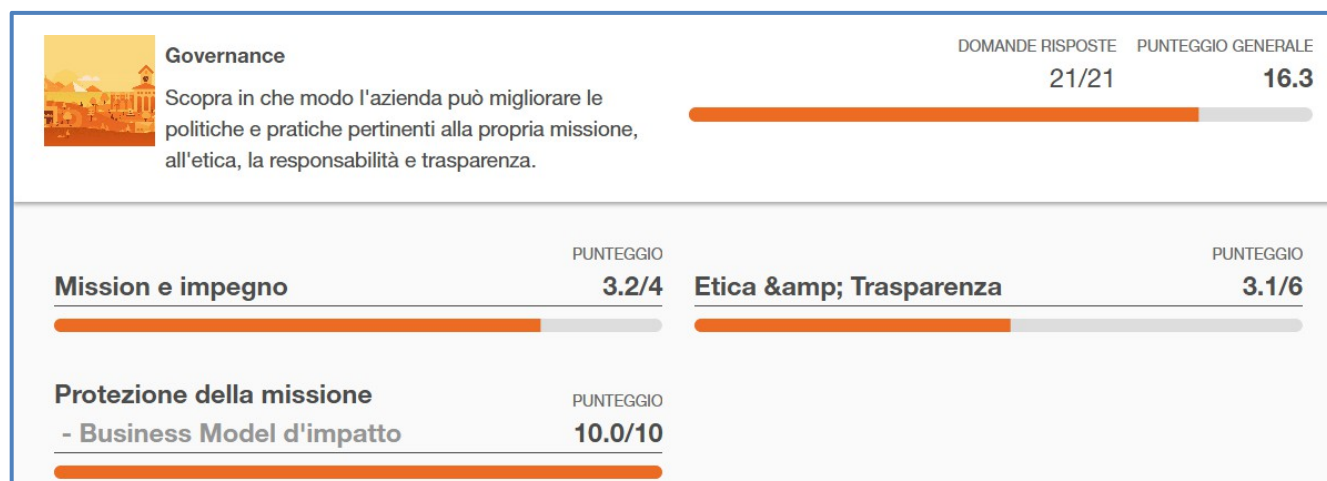 Governance
Scopra in che modo l'azienda può migliorare le
politiche e pratiche pertinenti alla propria missione,
all'etica, la responsabilità e trasparenza.
DOMANDE RISPOSTE PUNTEGGIO GENERALE
21/21 16.3
PUNTEGGIO
Mission e impegno 3.2/4
PUNTEGGIO
Etica &amp; Trasparenza 3.1/6
Protezione della missione PUNTEGGIO
- Business Model d'impatto 10.0/10